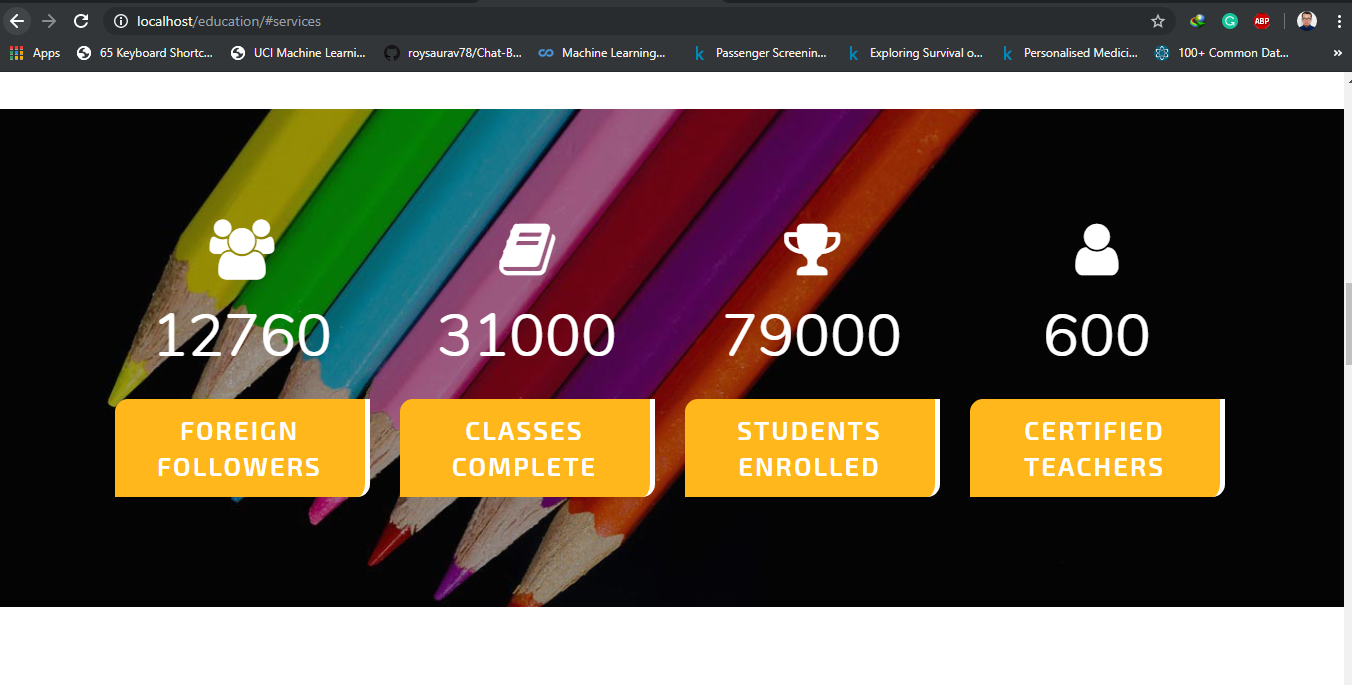 localhost/education/#services
Apps 65 Keyboard Shortc... UCI Machine Learni... roysaurav78/Chat-B... Machine Learning... Passenger Screenin... Exploring Survival o... Personalised Medici... 100+ Common Dat... »
ABP
12760 31000 79000 600
FOREIGN CLASSES STUDENTS CERTIFIED
FOLLOWERS COMPLETE ENROLLED TEACHERS